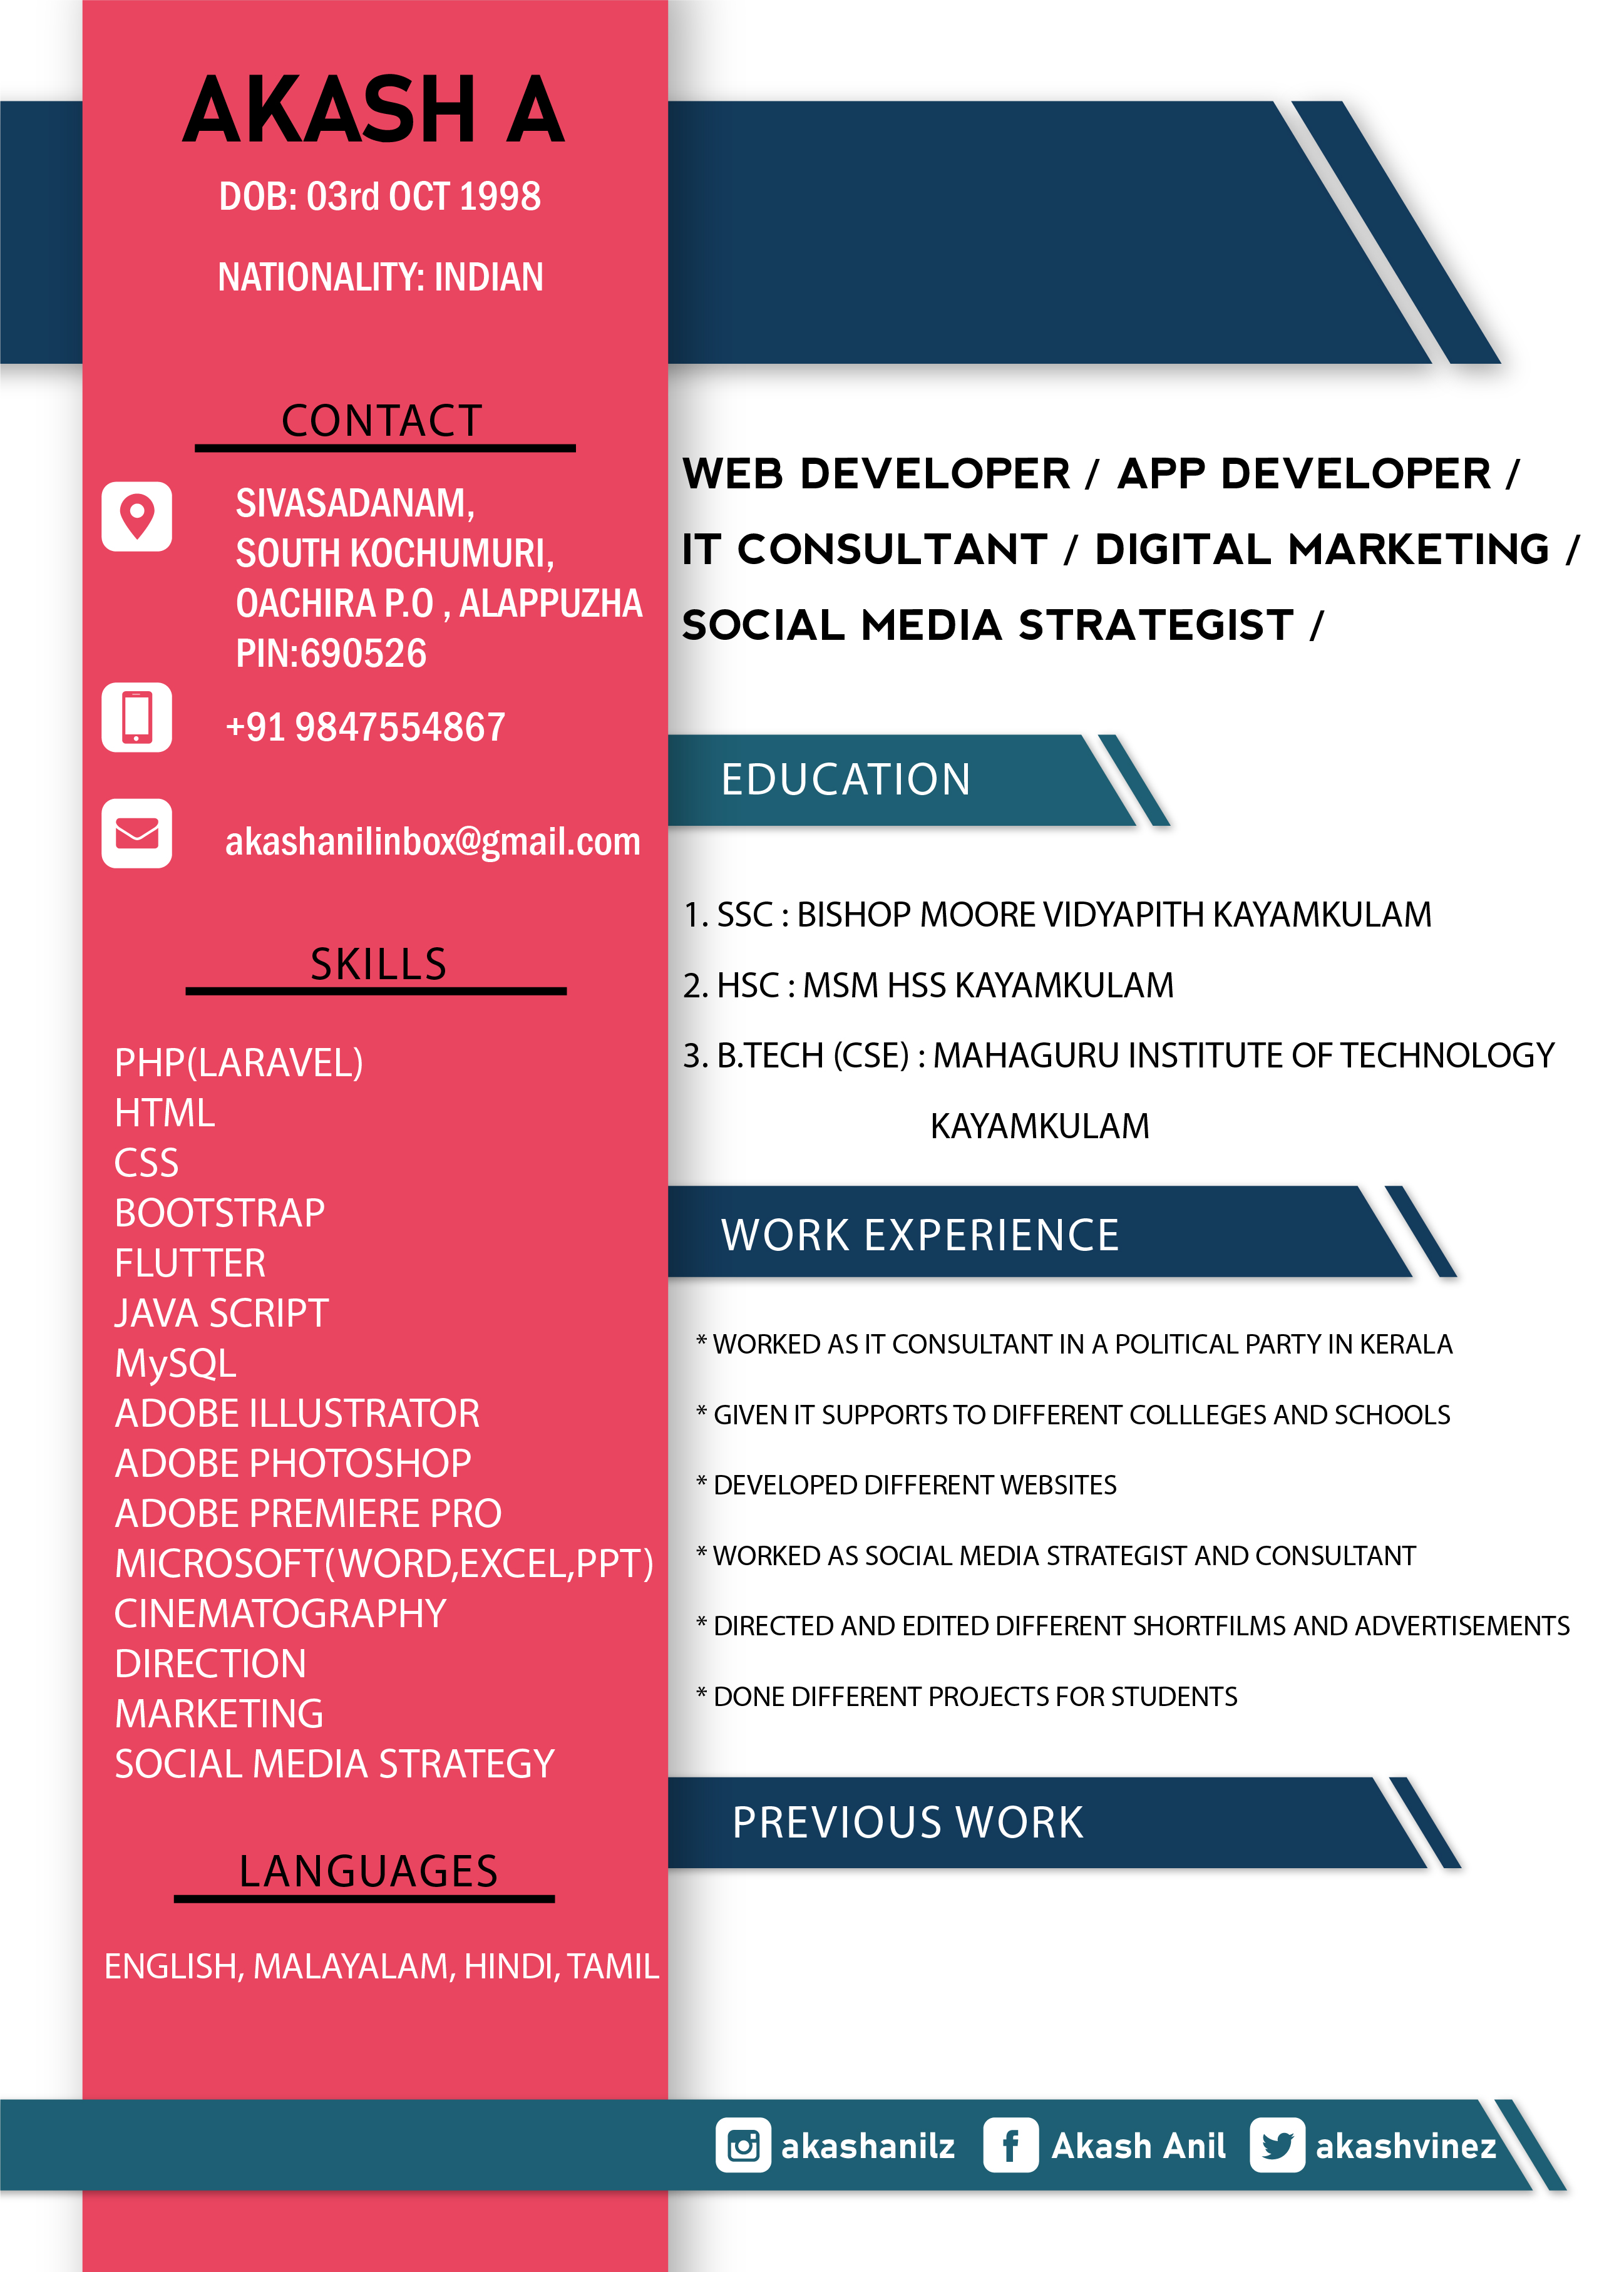 AKASH A
DOB: 03rd OCT 1998
NATIONALITY: INDIAN
CONTACT
SIVASADANAM,
SOUTH KOCHUMURI,
OACHIRA P.O , ALAPPUZHA
PIN:690526
+91 9847554867
akashanilinbox@gmail.com
SKILLS
PHP(LARAVEL)
HTML
CSS
BOOTSTRAP
FLUTTER
JAVA SCRIPT
MySQL
ADOBE ILLUSTRATOR
ADOBE PHOTOSHOP
ADOBE PREMIERE PRO
MICROSOFT(WORD,EXCEL,PPT)
CINEMATOGRAPHY
DIRECTION
MARKETING
SOCIAL MEDIA STRATEGY
LANGUAGES
ENGLISH, MALAYALAM, HINDI, TAMIL
WEB DEVELOPER / APP DEVELOPER /
IT CONSULTANT / DIGITAL MARKETING /
SOCIAL MEDIA STRATEGIST /
EDUCATION
1. SSC : BISHOP MOORE VIDYAPITH KAYAMKULAM
2. HSC : MSM HSS KAYAMKULAM
3. B.TECH (CSE) : MAHAGURU INSTITUTE OF TECHNOLOGY
KAYAMKULAM
WORK EXPERIENCE
* WORKED AS IT CONSULTANT IN A POLITICAL PARTY IN KERALA
* GIVEN IT SUPPORTS TO DIFFERENT COLLLEGES AND SCHOOLS
* DEVELOPED DIFFERENT WEBSITES
* WORKED AS SOCIAL MEDIA STRATEGIST AND CONSULTANT
* DIRECTED AND EDITED DIFFERENT SHORTFILMS AND ADVERTISEMENTS
* DONE DIFFERENT PROJECTS FOR STUDENTS
PREVIOUS WORK
akashanilz Akash Anil akashvinez